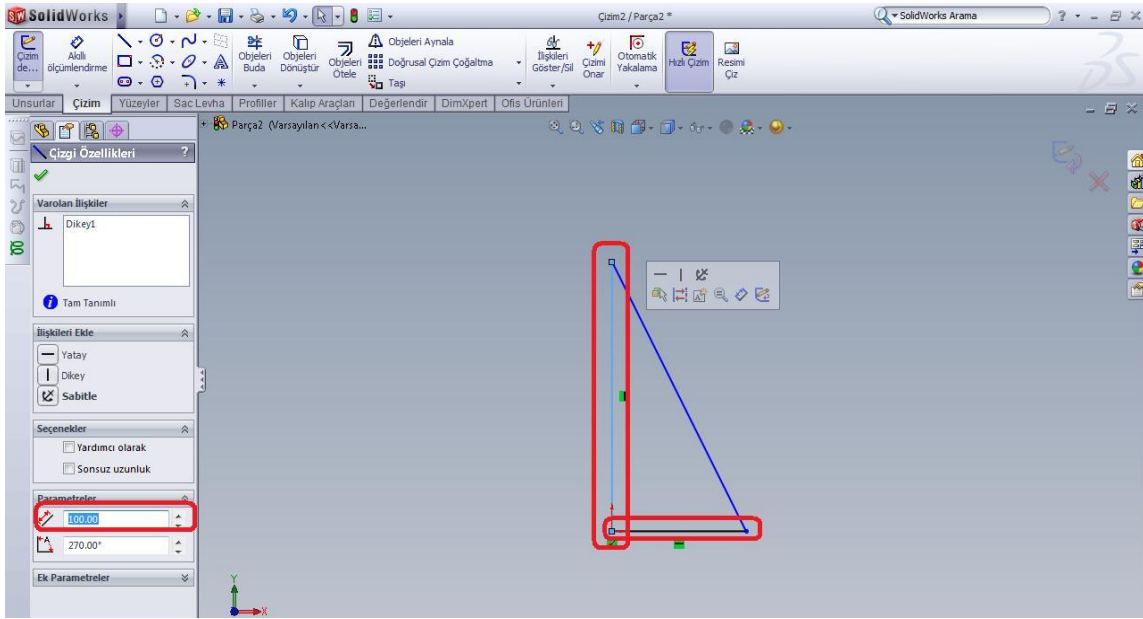 SolidWorks
Çizim2 / Parça2 *
SolidWorks Arama
?
Çizim de...
Akıllı ölçümlendirme
Objeleri Buda
Objeleri Dönüştür
Objeleri Ötele
Objeleri Aynala
Doğrusal Çizim Çoğaltma
Taşı
İlişkileri Göster/Sil
Çizimi Onar
Otomatik Yakalama
Hızlı Çizim
Resimi Çiz
Unsurlar
Çizim
Yüzeyler
Sac Levha
Profiller
Kalıp Araçları
Değerlendir
DimXpert
Ofis Ürünleri
Parça2 (Varsayılan<<Varsa...
Çizgi Özellikleri
?
Varolan İlişkiler
Dikey1
Tam Tanımlı
İlişkileri Ekle
Yatay
Dikey
Sabitle
Seçenekler
Yardımcı olarak
Sonsuz uzunluk
Parametreler
100.00
270.00°
Ek Parametreler
Y
X